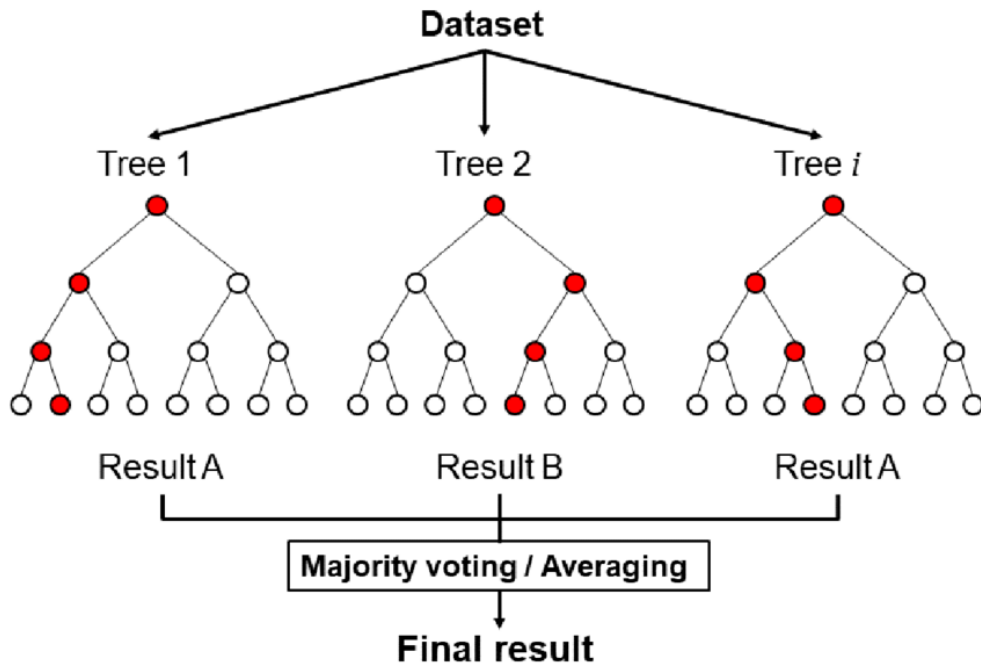 Dataset
Tree 1
Tree 2
Tree i
Result A
Result B
Result A
Majority voting / Averaging
Final result